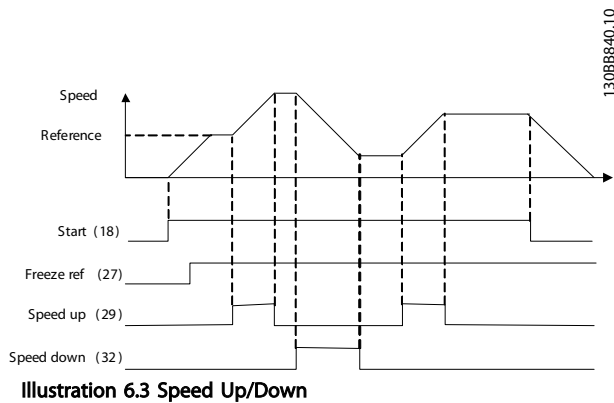 130BB840.10
Speed
Reference
Start (18)
Freeze ref (27)
Speed up (29)
Speed down (32)
Illustration 6.3 Speed Up/Down